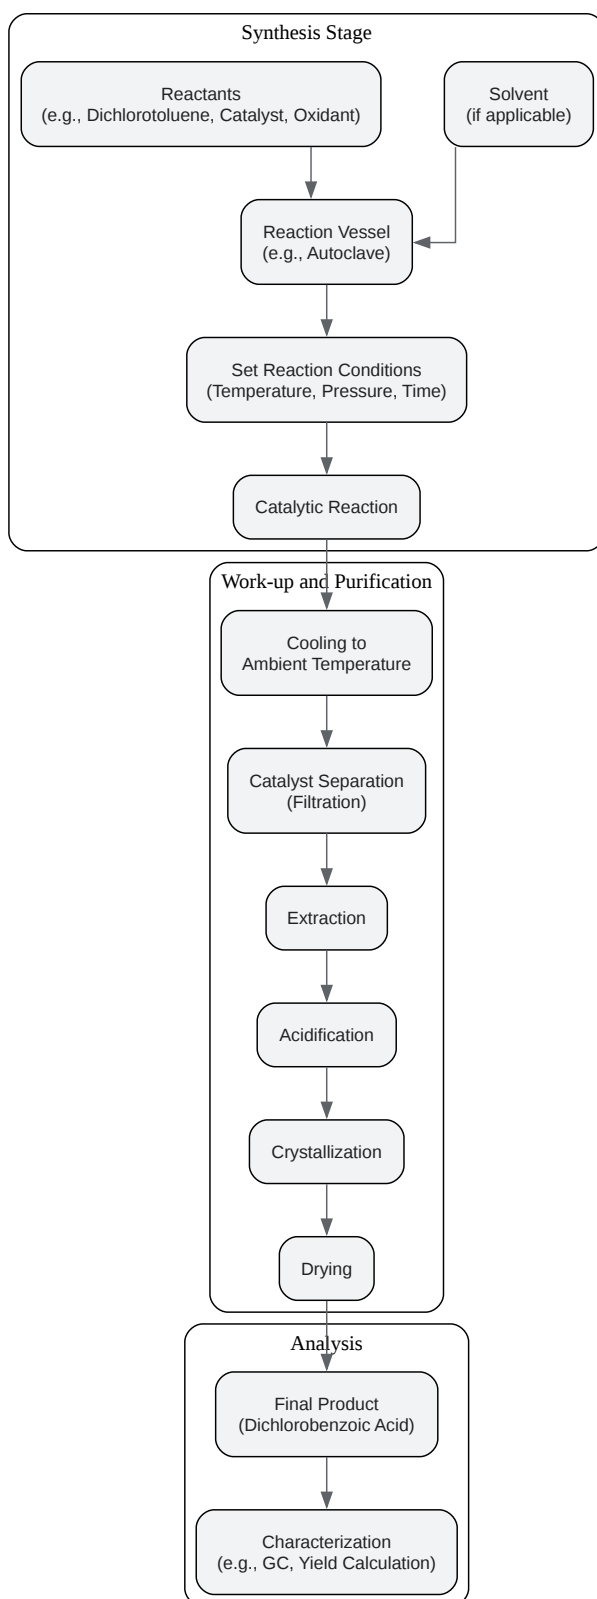 Synthesis Stage
Reactants
(e.g., Dichlorotoluene, Catalyst, Oxidant)
Solvent
(if applicable)
Reaction Vessel
(e.g., Autoclave)
Set Reaction Conditions
(Temperature, Pressure, Time)
Catalytic Reaction
Work-up and Purification
Cooling to
Ambient Temperature
Catalyst Separation
(Filtration)
Extraction
Acidification
Crystallization
Drying
Analysis
Final Product
(Dichlorobenzoic Acid)
Characterization
(e.g., GC, Yield Calculation)